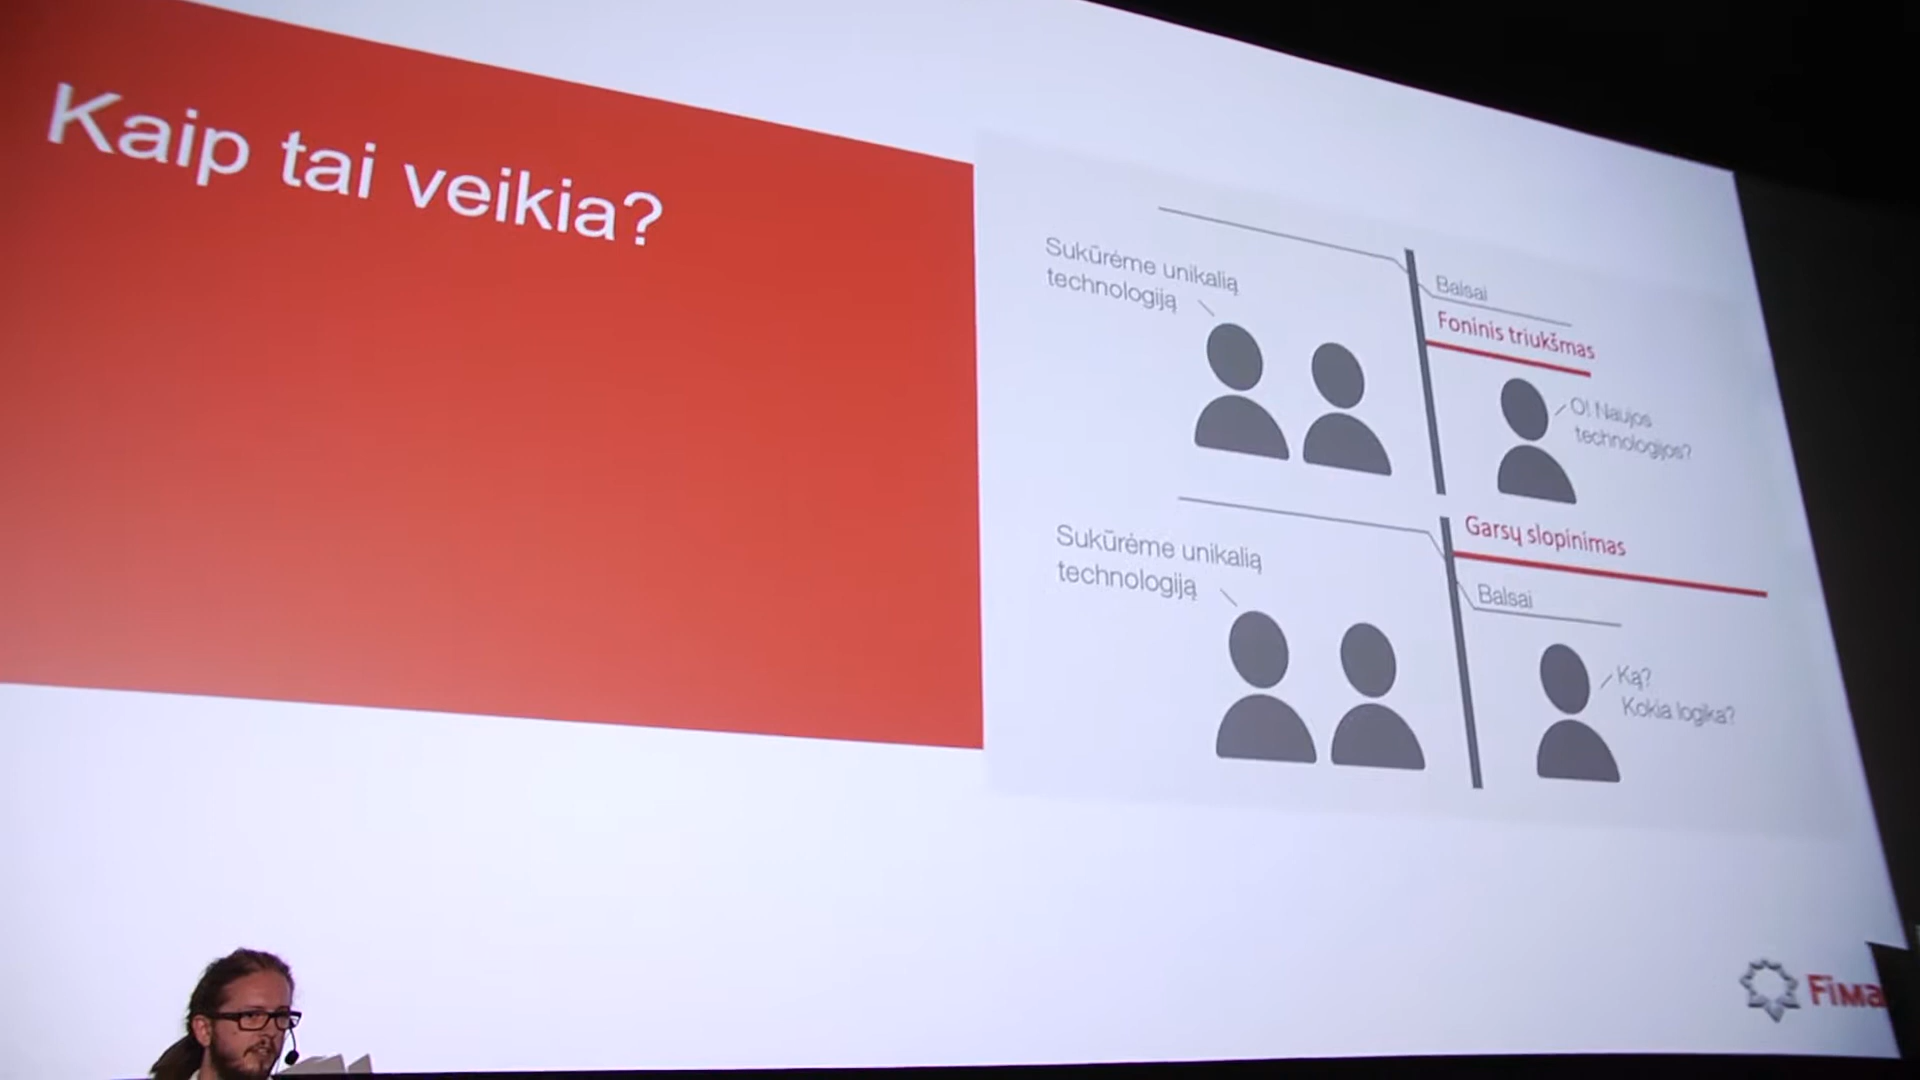 Kaip tai veikia?
Sukūrėme unikalią
technologiją
Balsai
Foninis triukšmas
O! Naujos
technologijos?
Sukūrėme unikalią
technologiją
Garsų slopinimas
Balsai
Ką?
Kokia logika?
Fima